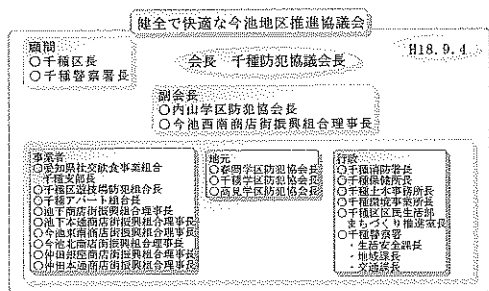 健全で快適な今池地区推進協議会
H18.9.4
顧問
○千種区長
○千種警察署長
会長 千種防犯協議会長
副会長
○内山学区防犯協会長
○今池西南商店街振興組合理事長
事業者
○愛知県社交飲食事業組合
千種支部長
○千種区遊技場防犯組合長
○千種アパート組合長
○池下商店街振興組合理事長
○池下本通商店街振興組合理事長
○今池東南商店街振興組合理事長
○今池北商店街振興組合理事長
○仲田銀座商店街振興組合理事長
○仲田本通商店街振興組合理事長
地元
○春岡学区防犯協会長
○千種学区防犯協会長
○高見学区防犯協会長
行政
○千種消防署長
○千種保健所長
○千種土木事務所長
○千種環境事業所長
○千種区区民生活部
まちづくり推進室長
○千種警察署
・生活安全課長
・地域課長
・交通課長